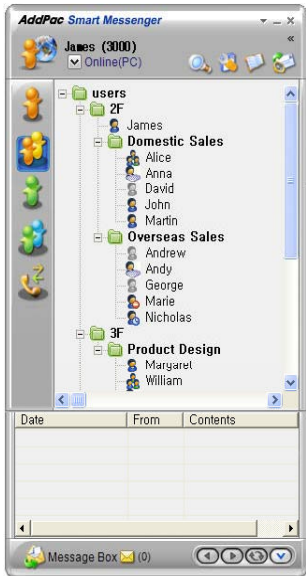 AddPac Smart Messenger
James (3000)
Online(PC)
users
2F
James
Domestic Sales
Alice
Anna
David
John
Martin
Overseas Sales
Andrew
Andy
George
Marie
Nicholas
3F
Product Design
Margaret
William
Date From Contents
Message Box (0)